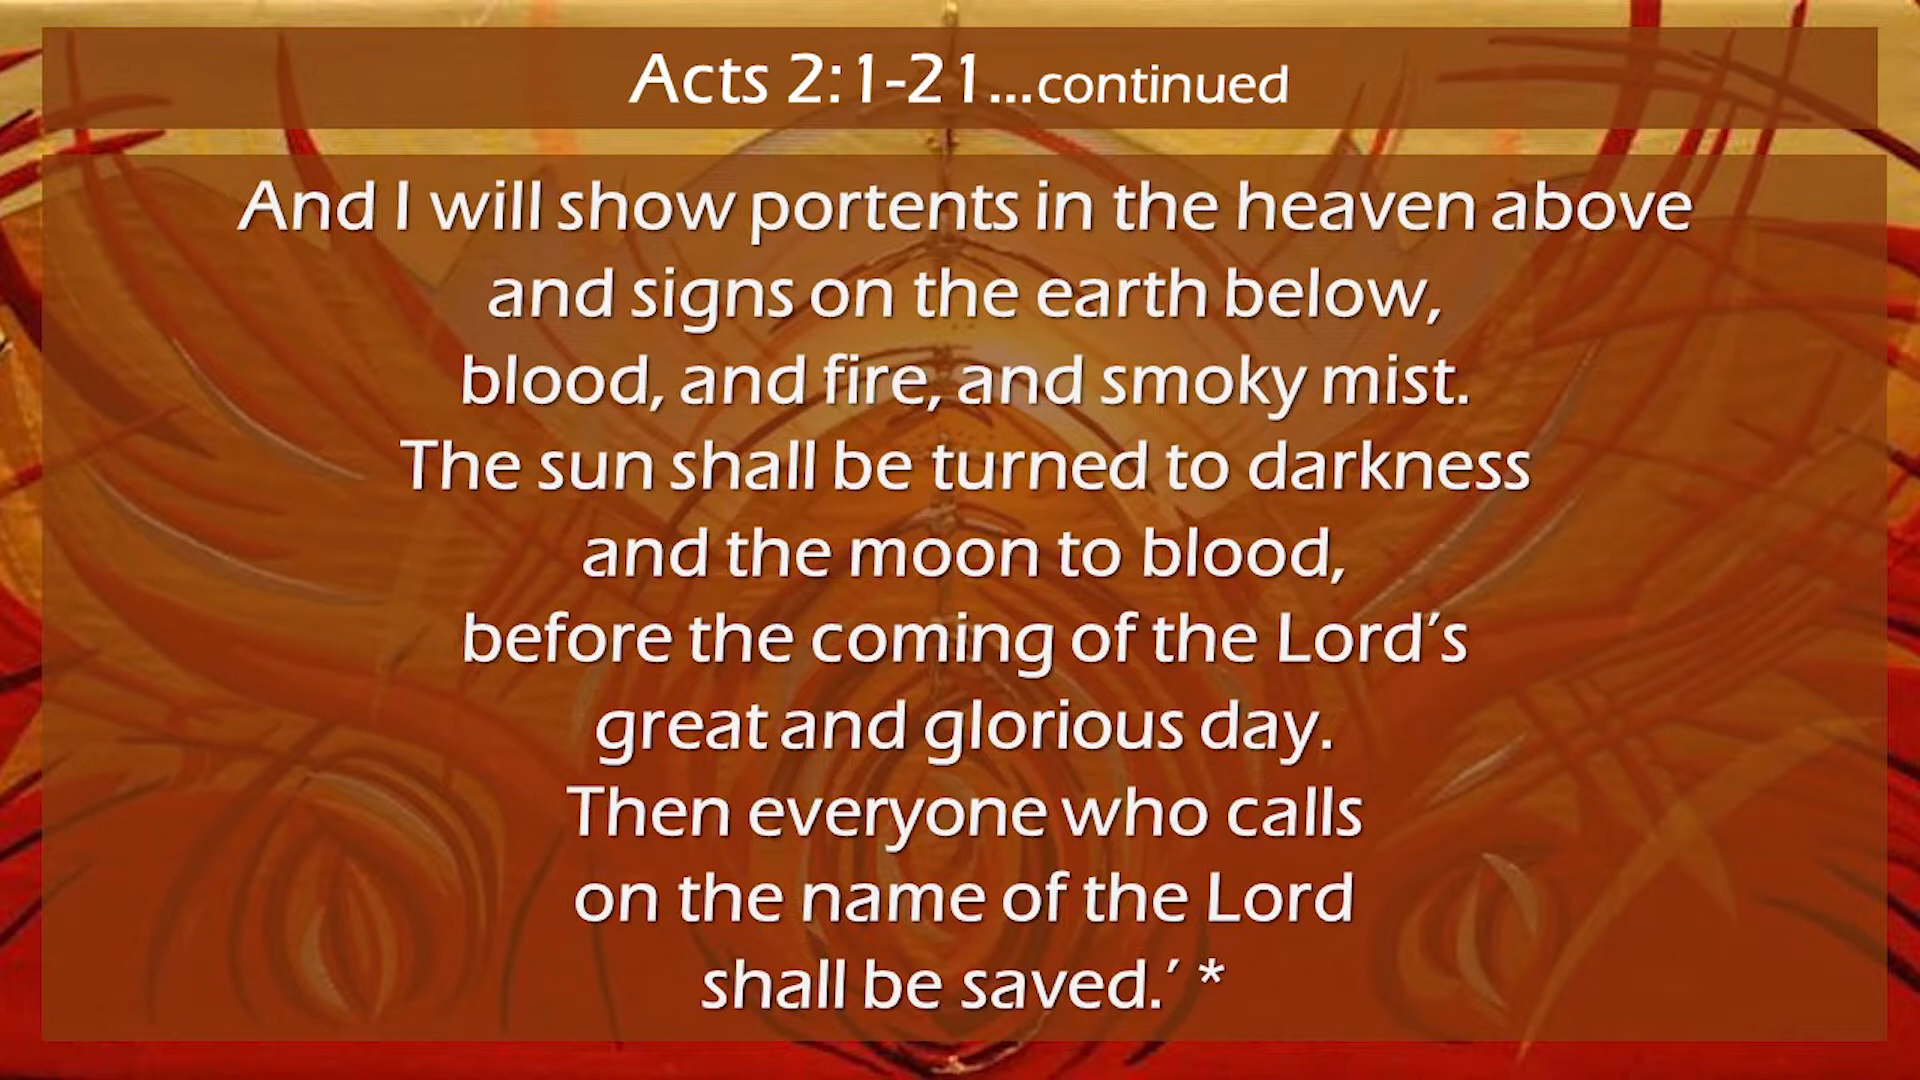 Acts 2:1-21...continued
And I will show portents in the heaven above
and signs on the earth below,
blood, and fire, and smoky mist.
The sun shall be turned to darkness
and the moon to blood,
before the coming of the Lord’s
great and glorious day.
Then everyone who calls
on the name of the Lord
shall be saved.’ *